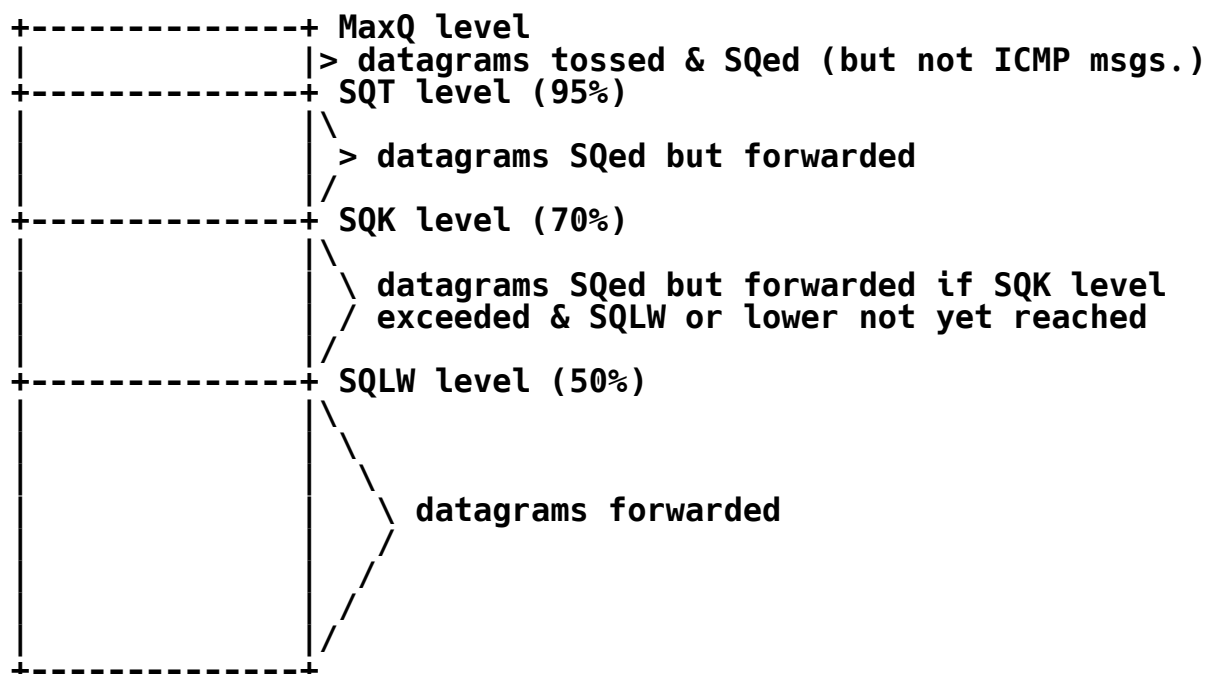 MaxQ level
datagrams tossed & SQed (but not ICMP msgs.)
SQT level (95%)
datagrams SQed but forwarded
SQK level (70%)
datagrams SQed but forwarded if SQK level
exceeded & SQLW or lower not yet reached
SQLW level (50%)
datagrams forwarded